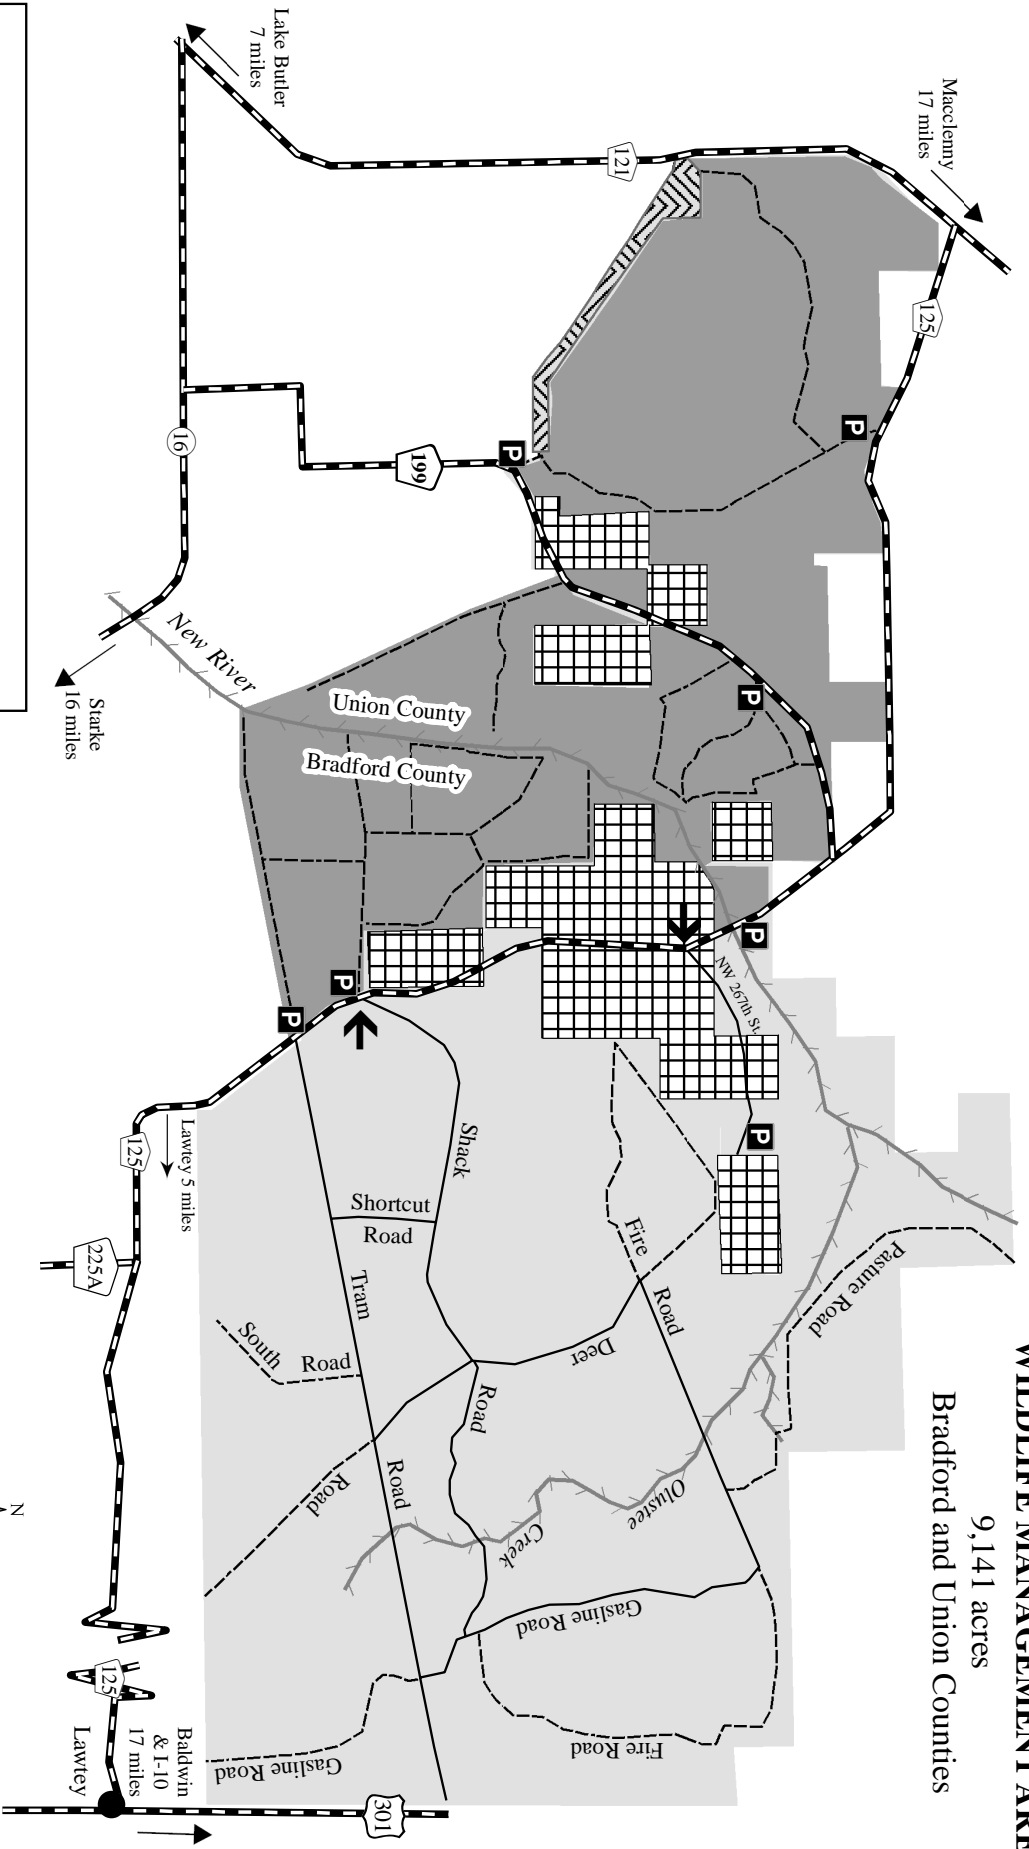 WILDLIFE MANAGEMENT ARE
9,141 acres
Bradford and Union Counties
Macclenny
17 miles
Lake Butler
7 miles
121
125
P
P
199
16
New River
Starke
16 miles
Union County
Bradford County
P
P
NW 267th St.
P
P
P
Lawtey 5 miles
125
225A
Shack
Road
Shortcut
Road
Tram
Road
South
Road
Fire
Road
Deer
Road
Pasture Road
Olustee
Creek
Gasline Road
Fire Road
Gasline Road
N
125
Baldwin
& I-10
17 miles
Lawtey
301